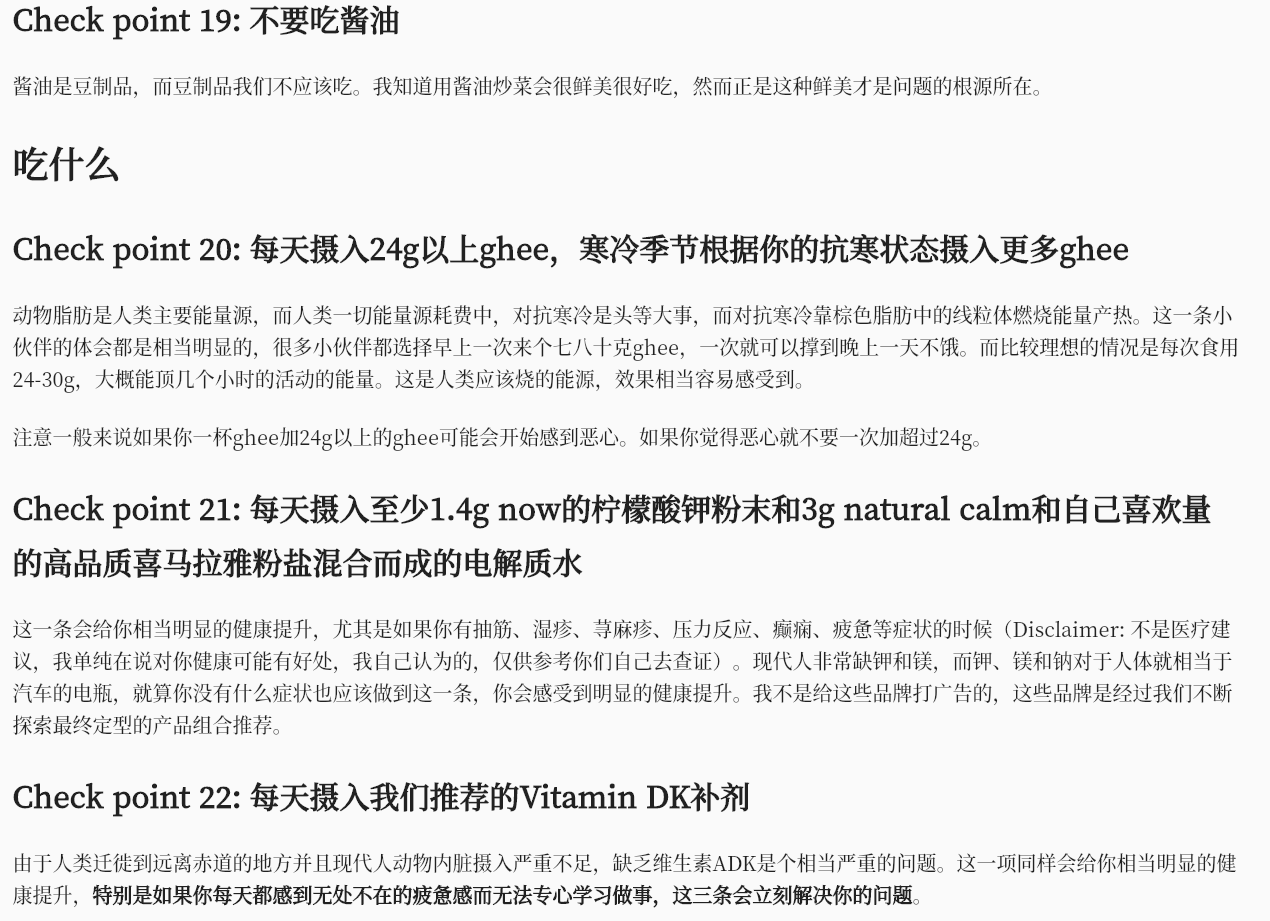 Check point 19: 不要吃酱油
酱油是豆制品，而豆制品我们不应该吃。我知道用酱油炒菜会很鲜美很好吃，然而正是这种鲜美才是问题的根源所在。
吃什么
Check point 20: 每天摄入24g以上ghee，寒冷季节根据你的抗寒状态摄入更多ghee
动物脂肪是人类主要能量源，而人类一切能量源耗费中，对抗寒冷是头等大事，而对抗寒冷靠棕色脂肪中的线粒体燃烧能量产热。这一条小
伙伴的体会都是相当明显的，很多小伙伴都选择早上一次来个七八十克ghee，一次就可以撑到晚上一天不饿。而比较理想的情况是每次食用
24-30g，大概能顶几个小时的活动的能量。这是人类应该烧的能源，效果相当容易感受到。
注意一般来说如果你一杯ghee加24g以上的ghee可能会开始感到恶心。如果你觉得恶心就不要一次加超过24g。
Check point 21: 每天摄入至少1.4g now的柠檬酸钾粉末和3g natural calm和自己喜欢量
的高品质喜马拉雅粉盐混合而成的电解质水
这一条会给你相当明显的健康提升，尤其是如果你有抽筋、湿疹、荨麻疹、压力反应、癫痫、疲惫等症状的时候（Disclaimer: 不是医疗建
议，我单纯在说对你健康可能有好处，我自己认为的，仅供参考你们自己去查证）。现代人非常缺钾和镁，而钾、镁和钠对于人体就相当于
汽车的电瓶，就算你没有什么症状也应该做到这一条，你会感受到明显的健康提升。我不是给这些品牌打广告的，这些品牌是经过我们不断
探索最终定型的产品组合推荐。
Check point 22: 每天摄入我们推荐的Vitamin DK补剂
由于人类迁徙到远离赤道的地方并且现代人动物内脏摄入严重不足，缺乏维生素ADK是个相当严重的问题。这一项同样会给你相当明显的健
康提升，特别是如果你每天都感到无处不在的疲惫感而无法专心学习做事，这三条会立刻解决你的问题。